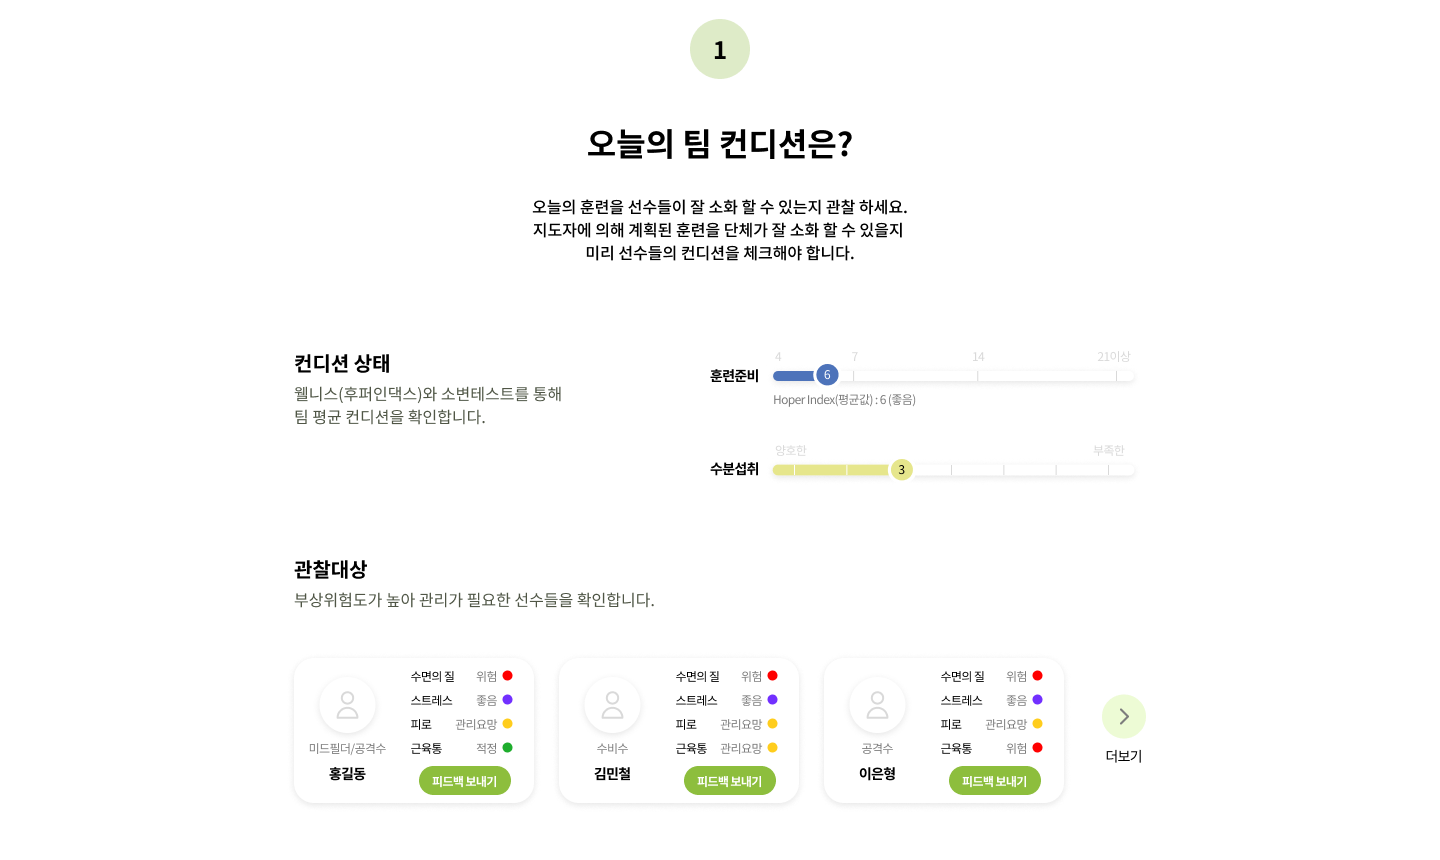 1
오늘의 팀 컨디션은?
오늘의 훈련을 선수들이 잘 소화 할 수 있는지 관찰 하세요.
지도자에 의해 계획된 훈련을 단체가 잘 소화 할 수 있을지
미리 선수들의 컨디션을 체크해야 합니다.
컨디션 상태
웰니스(후퍼인댁스)와 소변테스트를 통해
팀 평균 컨디션을 확인합니다.
4 7 14 21이상
훈련준비 6
Hoper Index(평균값) : 6 (좋음)
양호한 부족한
수분섭취 3
관찰대상
부상위험도가 높아 관리가 필요한 선수들을 확인합니다.
수면의 질 위험
스트레스 좋음
피로 관리요망
미드필더/공격수 근육통 적정
홍길동 피드백 보내기
수면의 질 위험
스트레스 좋음
피로 관리요망
수비수 근육통 관리요망
김민철 피드백 보내기
수면의 질 위험
스트레스 좋음
피로 관리요망
공격수 근육통 위험
이은형 피드백 보내기
더보기